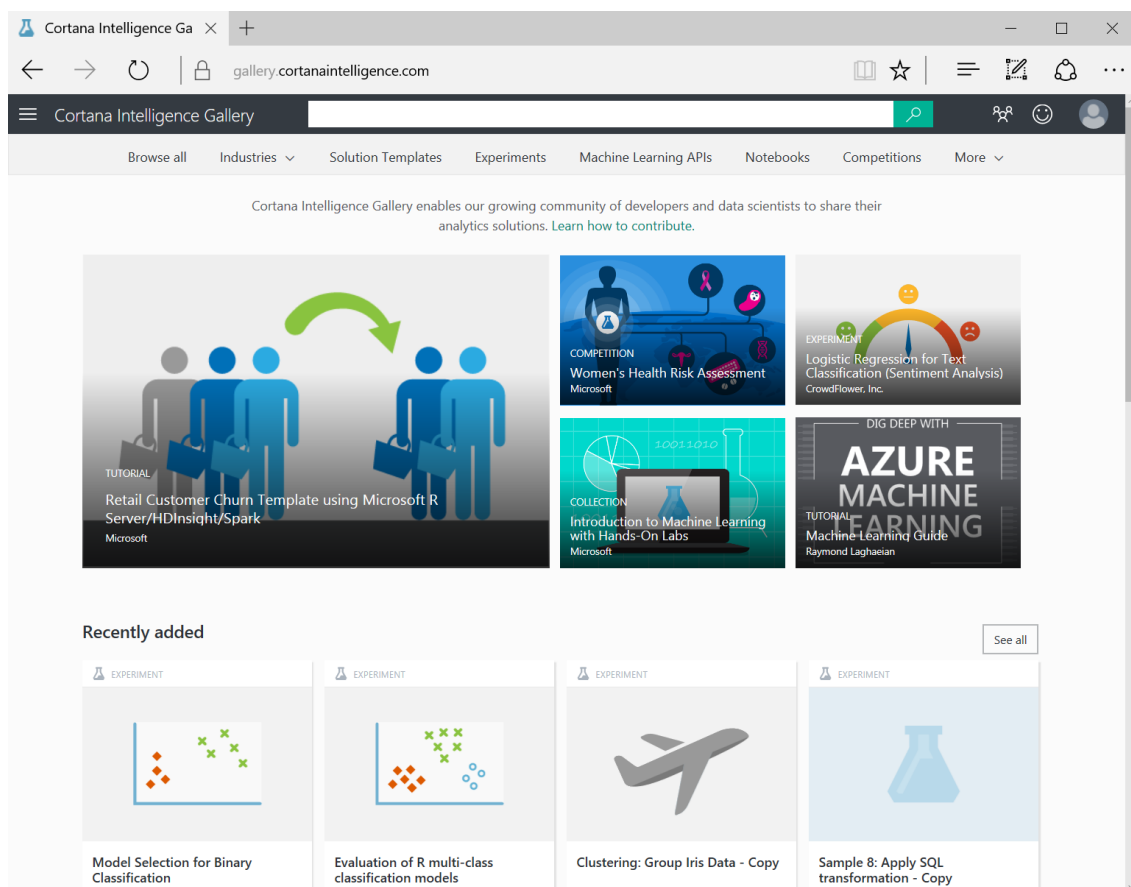 Cortana Intelligence Ga
gallery.cortanaintelligence.com
Cortana Intelligence Gallery
Browse all Industries Solution Templates Experiments Machine Learning APIs Notebooks Competitions More
Cortana Intelligence Gallery enables our growing community of developers and data scientists to share their
analytics solutions. Learn how to contribute.
TUTORIAL
Retail Customer Churn Template using Microsoft R
Server/HDInsight/Spark
Microsoft
COMPETITION
Women's Health Risk Assessment
Microsoft
EXPERIMENT
Logistic Regression for Text
Classification (Sentiment Analysis)
CrowdFlower, Inc.
10011010
COLLECTION
Introduction to Machine Learning
with Hands-On Labs
Microsoft
DIG DEEP WITH
AZURE
MACHINE
LEARNING
TUTORIAL
Machine Learning Guide
Raymond Laghaeian
Recently added
See all
EXPERIMENT
Model Selection for Binary
Classification
EXPERIMENT
Evaluation of R multi-class
classification models
EXPERIMENT
Clustering: Group Iris Data - Copy
EXPERIMENT
Sample 8: Apply SQL
transformation - Copy